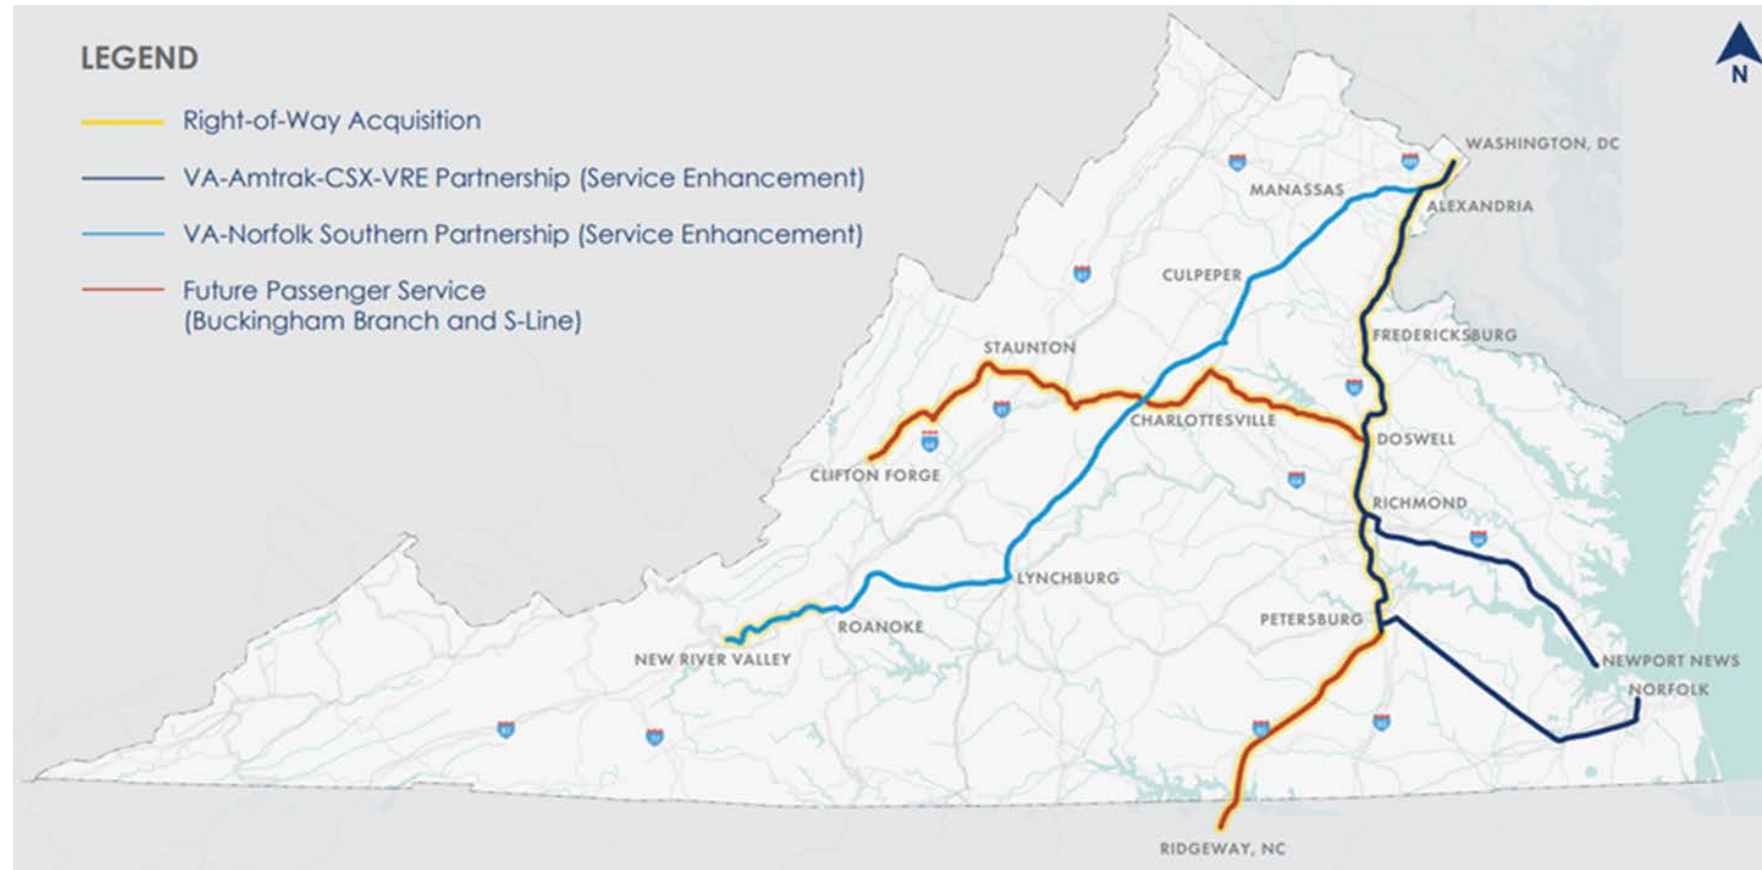 LEGEND
Right-of-Way Acquisition
VA-Amtrak-CSX-VRE Partnership (Service Enhancement)
VA-Norfolk Southern Partnership (Service Enhancement)
Future Passenger Service
(Buckingham Branch and S-Line)
N
WASHINGTON, DC
MANASSAS
ALEXANDRIA
CULPEPER
FREDERICKSBURG
STAUNTON
CHARLOTTESVILLE
DOSWELL
CLIFTON FORGE
RICHMOND
LYNCHBURG
PETERSBURG
ROANOKE
NEW RIVER VALLEY
NEWPORT NEWS
NORFOLK
RIDGEWAY, NC